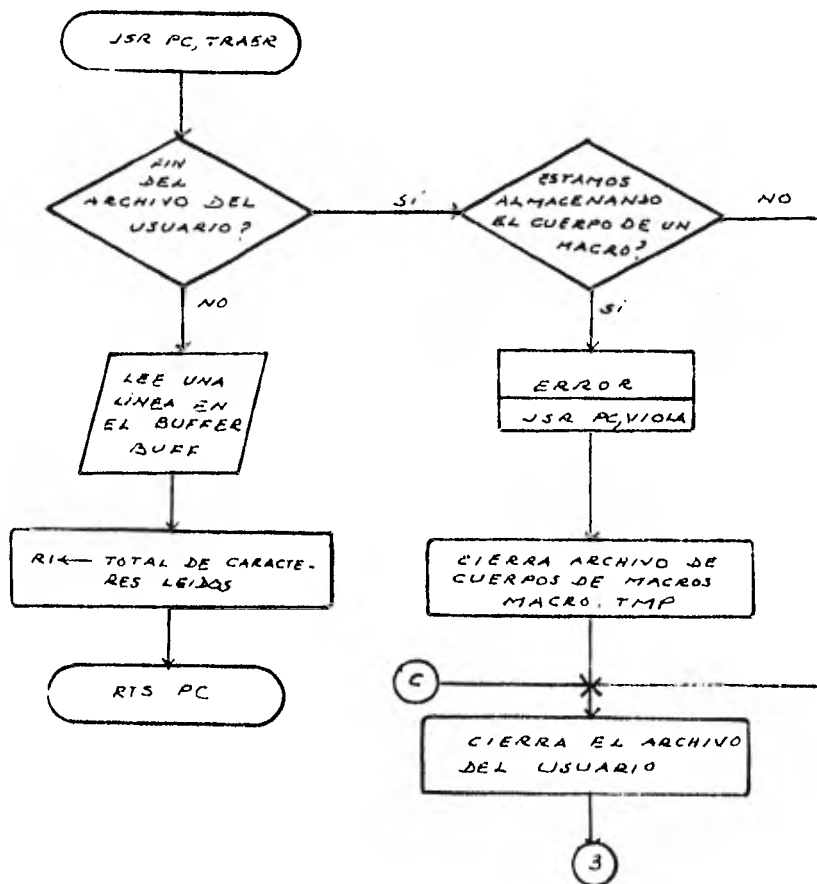 JSR PC, TRAER
FIN
DEL
ARCHIVO DEL
USUARIO?
SI
ESTAMOS
ALMACENANDO
EL CUERPO DE UN
MACRO?
NO
NO
SI
LEE UNA
LINEA EN
EL BUFFER
BUFF
ERROR
JSR PC,VIOLA
R1← TOTAL DE CARACTE-
RES LEIDOS
CIERRA ARCHIVO DE
CUERPOS DE MACROS
MACRO.TMP
RTS PC
C
CIERRA EL ARCHIVO
DEL USUARIO
3